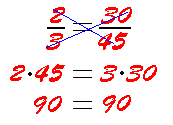 2/3 = 30/45
2·45 = 3·30
90 = 90